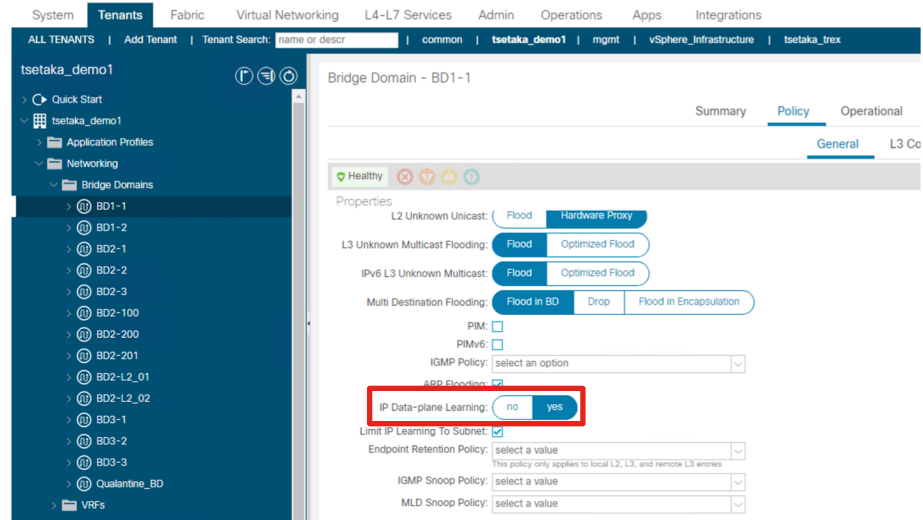 System Tenants Fabric Virtual Networking L4-L7 Services Admin Operations Apps Integrations
ALL TENANTS | Add Tenant | Tenant Search: name or descr | common | tsetaka_demo1 | mgmt | vSphere_Infrastructure | tsetaka_trex
tsetaka_demo1
Quick Start
tsetaka_demo1
Application Profiles
Networking
Bridge Domains
BD1-1
BD1-2
BD2-1
BD2-2
BD2-3
BD2-100
BD2-200
BD2-201
BD2-L2_01
BD2-L2_02
BD3-1
BD3-2
BD3-3
Qualantine_BD
VRFs
Bridge Domain - BD1-1
Summary Policy Operational
General L3 Co
Healthy
Properties
L2 Unknown Unicast: Flood Hardware Proxy
L3 Unknown Multicast Flooding: Flood Optimized Flood
IPv6 L3 Unknown Multicast: Flood Optimized Flood
Multi Destination Flooding: Flood in BD Drop Flood in Encapsulation
PIM:
PIMv6:
IGMP Policy: select an option
ARP Flooding:
IP Data-plane Learning: no yes
Limit IP Learning To Subnet:
Endpoint Retention Policy: select a value
This policy only applies to local L2, L3, and remote L3 entries
IGMP Snoop Policy: select a value
MLD Snoop Policy: select a value